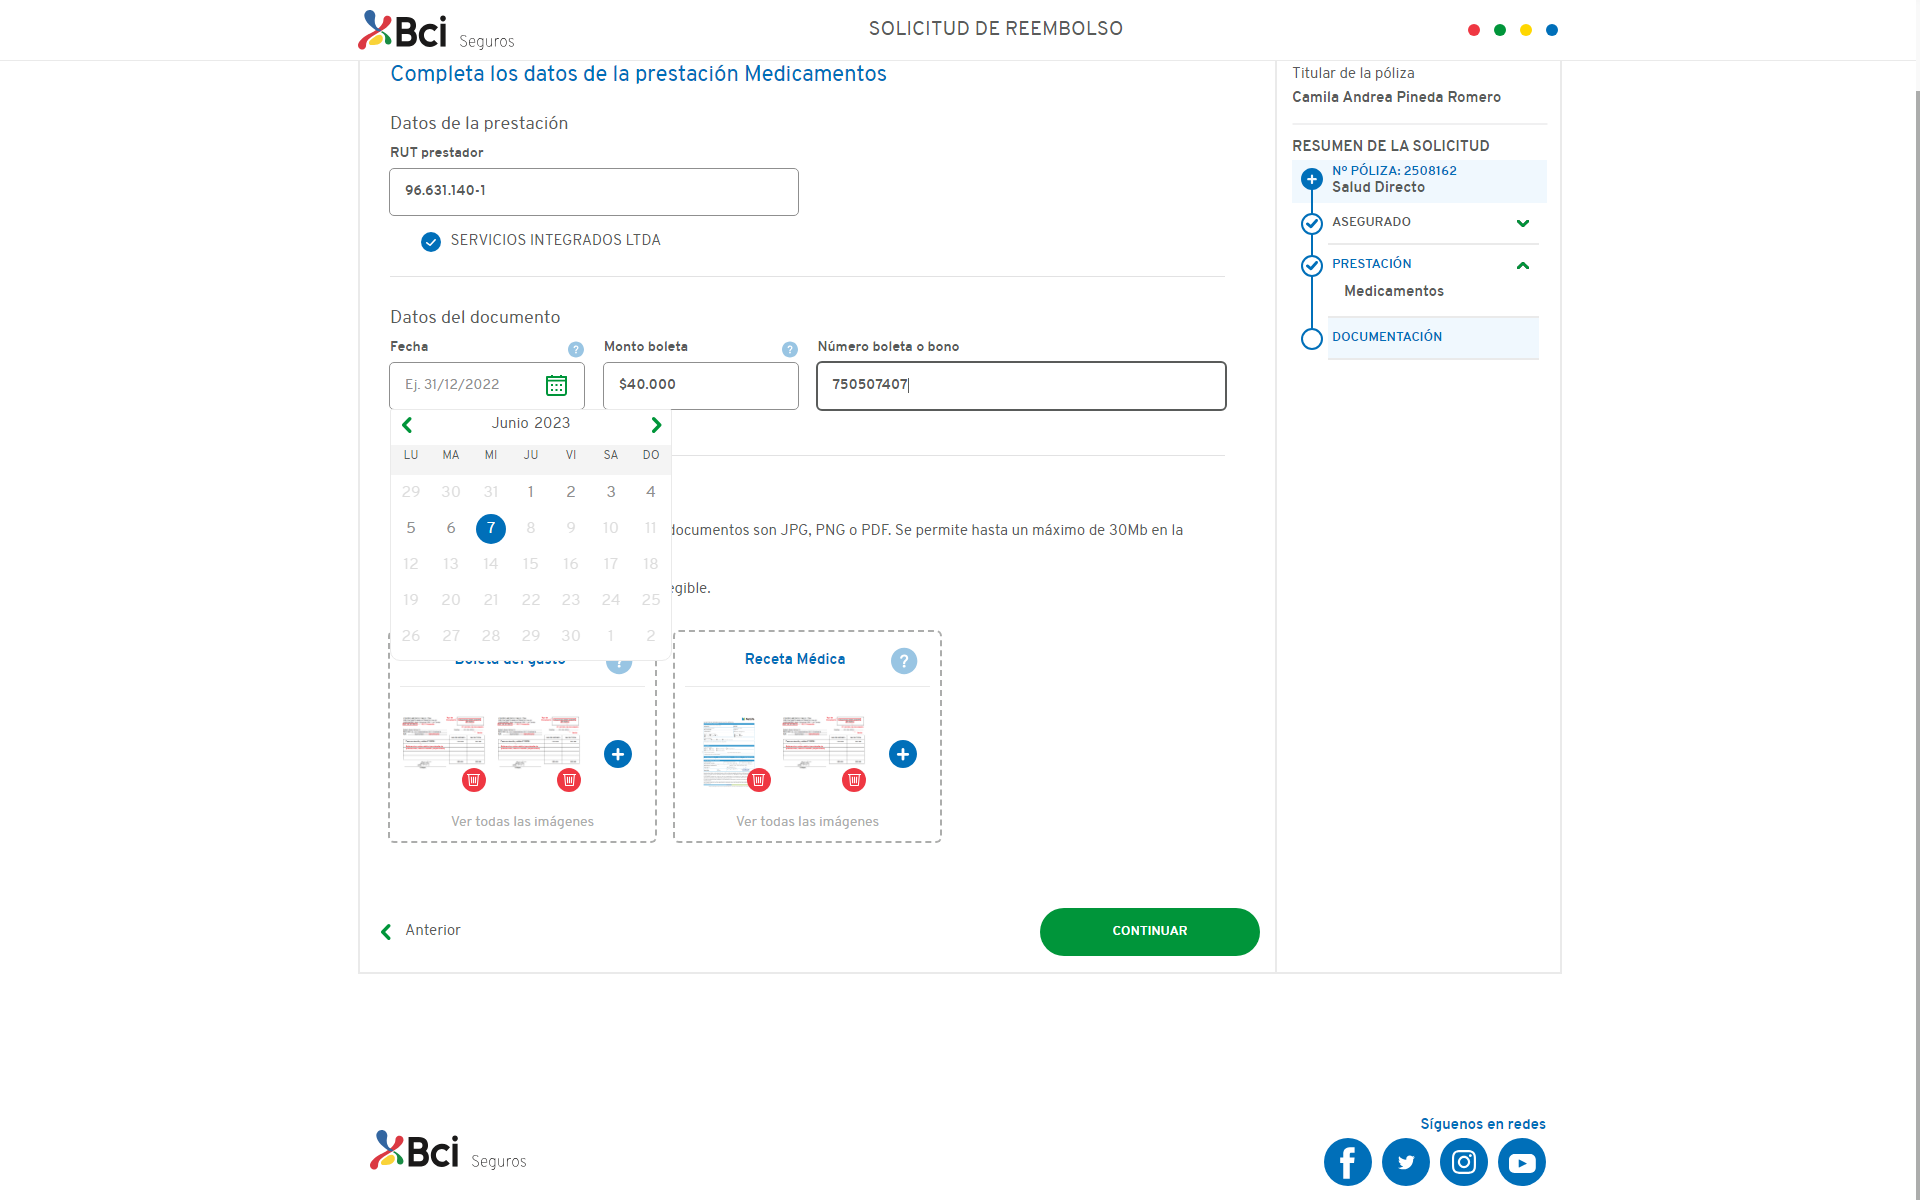 Bci Seguros
SOLICITUD DE REEMBOLSO
Completa los datos de la prestación Medicamentos
Datos de la prestación
RUT prestador
96.631.140-1
SERVICIOS INTEGRADOS LTDA
Datos del documento
Fecha ?
Monto boleta ?
Número boleta o bono
Ej. 31/12/2022
$40.000
750507407
Junio 2023
LU MA MI JU VI SA DO
29 30 31 1 2 3 4
5 6 7 8 9 10 11
12 13 14 15 16 17 18
19 20 21 22 23 24 25
26 27 28 29 30 1 2
documentos son JPG, PNG o PDF. Se permite hasta un máximo de 30Mb en la
egible.
Boleta del gasto ?
Receta Médica ?
Ver todas las imágenes
Ver todas las imágenes
Anterior
CONTINUAR
Titular de la póliza
Camila Andrea Pineda Romero
RESUMEN DE LA SOLICITUD
Nº PÓLIZA: 2508162
Salud Directo
ASEGURADO
PRESTACIÓN
Medicamentos
DOCUMENTACIÓN
Bci Seguros
Síguenos en redes